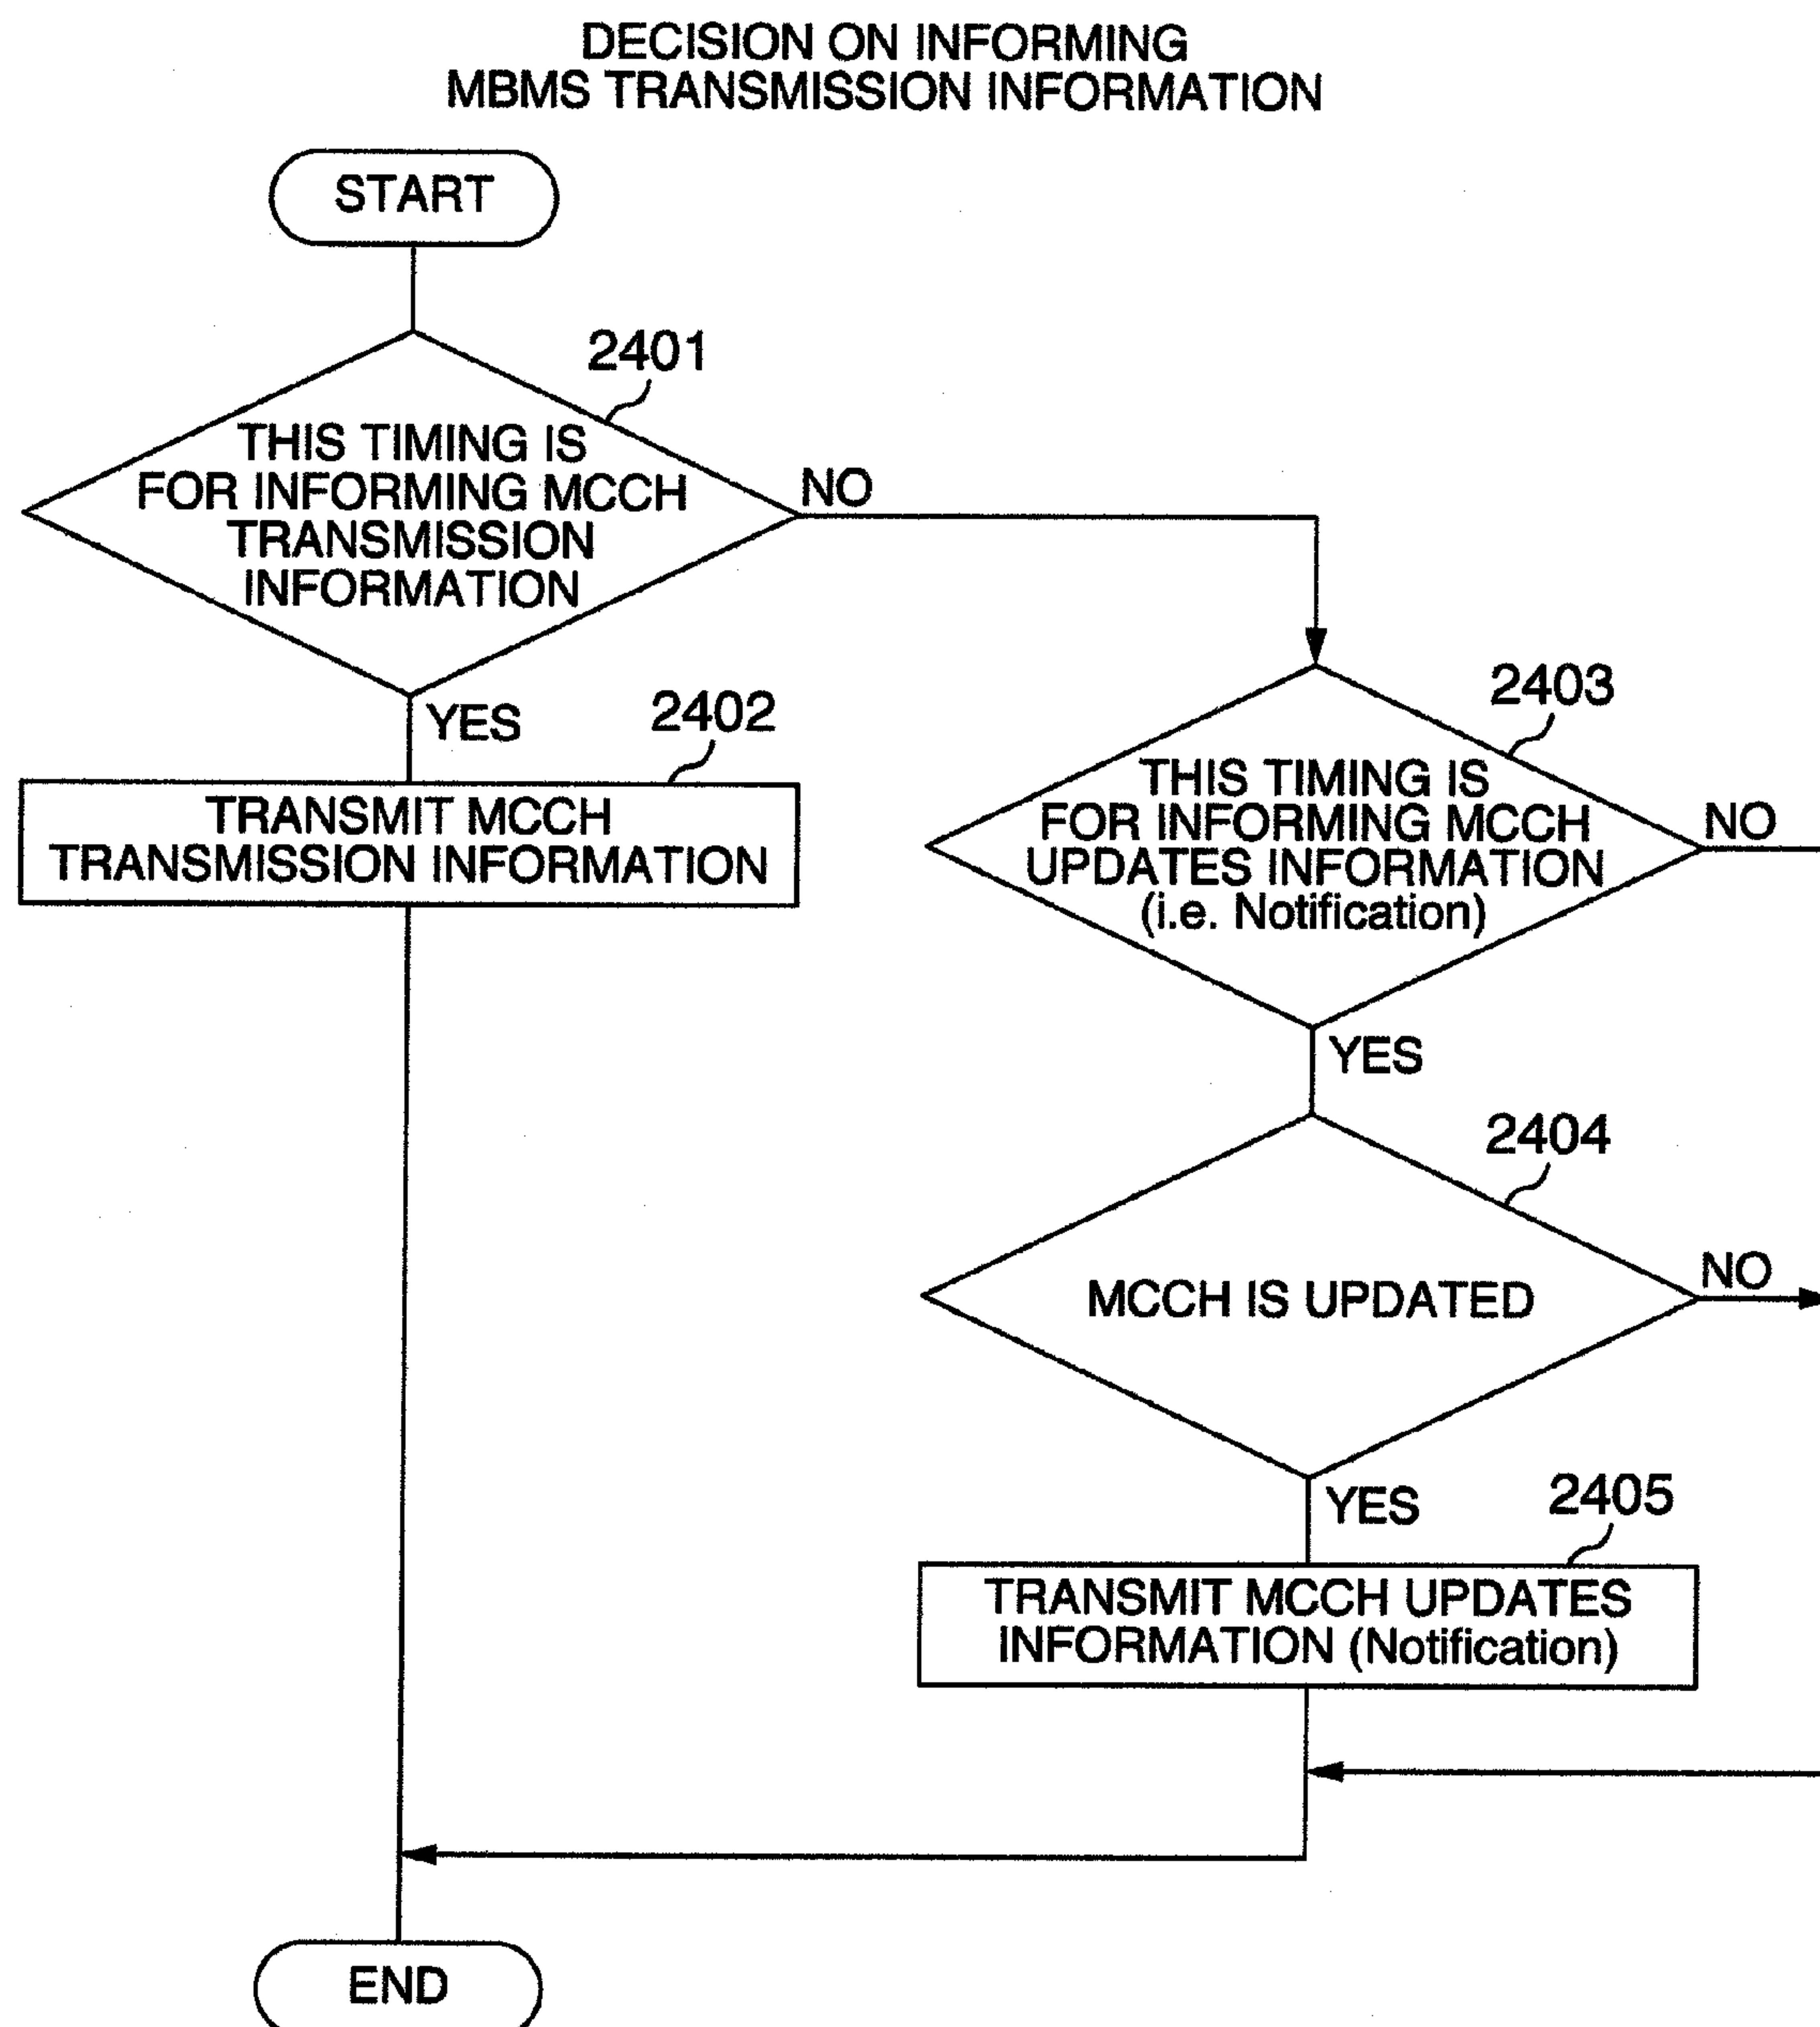 DECISION ON INFORMING
MBMS TRANSMISSION INFORMATION
START
2401
THIS TIMING IS
FOR INFORMING MCCH
TRANSMISSION
INFORMATION
NO
YES
2402
TRANSMIT MCCH
TRANSMISSION INFORMATION
2403
THIS TIMING IS
FOR INFORMING MCCH
UPDATES INFORMATION
(i.e. Notification)
NO
YES
2404
MCCH IS UPDATED
NO
YES
2405
TRANSMIT MCCH UPDATES
INFORMATION (Notification)
END